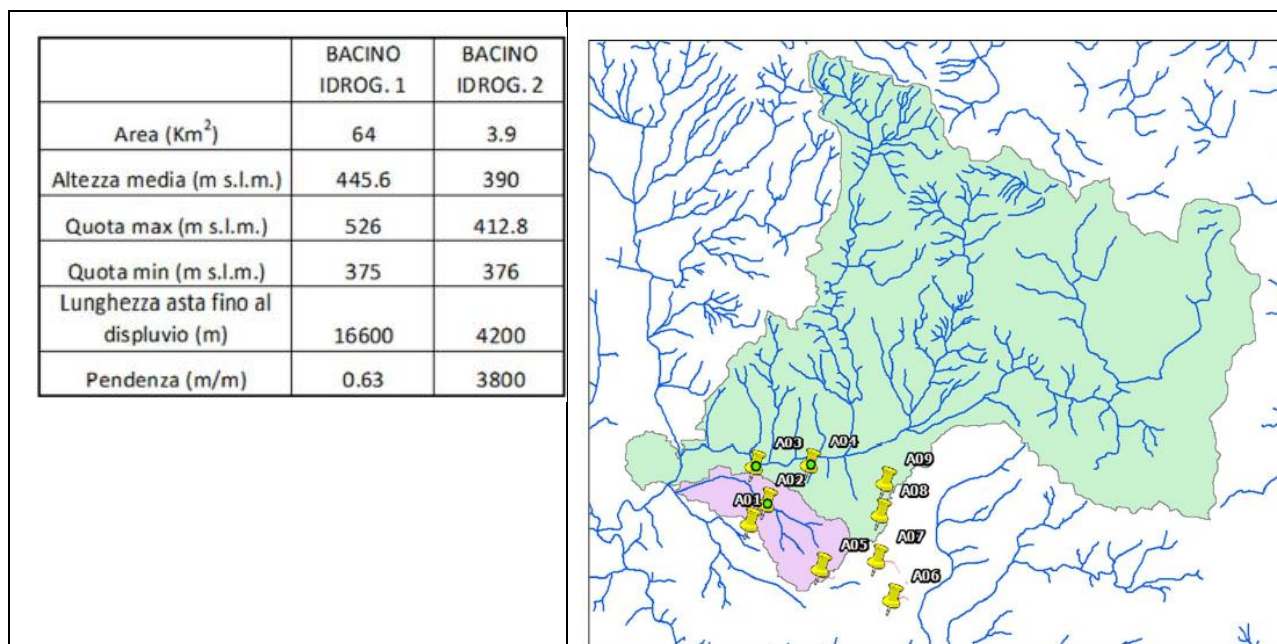 BACINO IDROG. 1
BACINO IDROG. 2
Area (Km²) 64 3.9
Altezza media (m s.l.m.) 445.6 390
Quota max (m s.l.m.) 526 412.8
Quota min (m s.l.m.) 375 376
Lunghezza asta fino al
displuvio (m) 16600 4200
Pendenza (m/m) 0.63 3800
A03
A04
A02
A09
A01
A08
A07
A05
A06